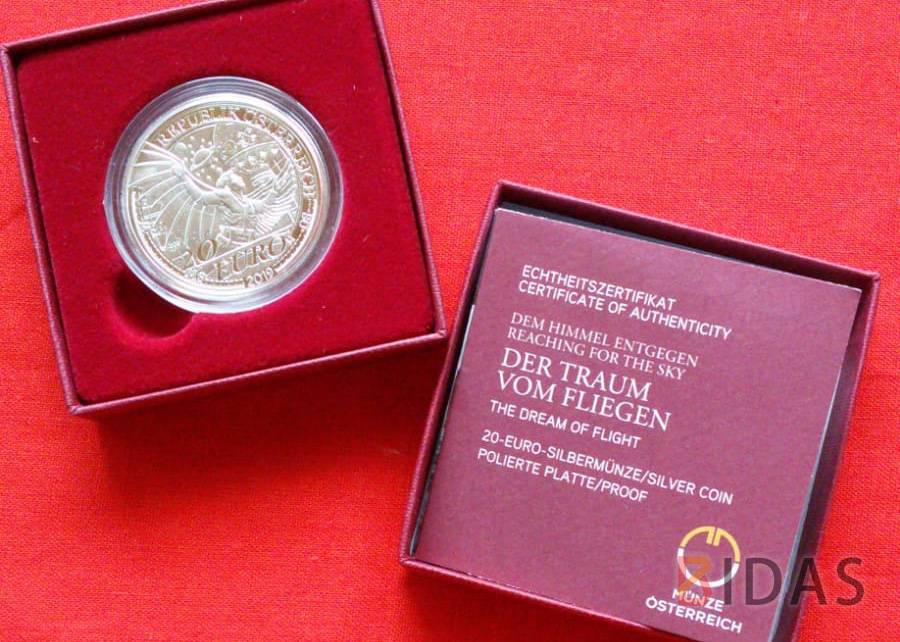 REPUBLIK ÖSTERREICH
20 EURO
2019
ECHTHEITSZERTIFIKAT
CERTIFICATE OF AUTHENTICITY
DEM HIMMEL ENTGEGEN
REACHING FOR THE SKY
DER TRAUM
VOM FLIEGEN
THE DREAM OF FLIGHT
20-EURO-SILBERMÜNZE/SILVER COIN
POLIERTE PLATTE/PROOF
MÜNZE
ÖSTERREICH
IDAS